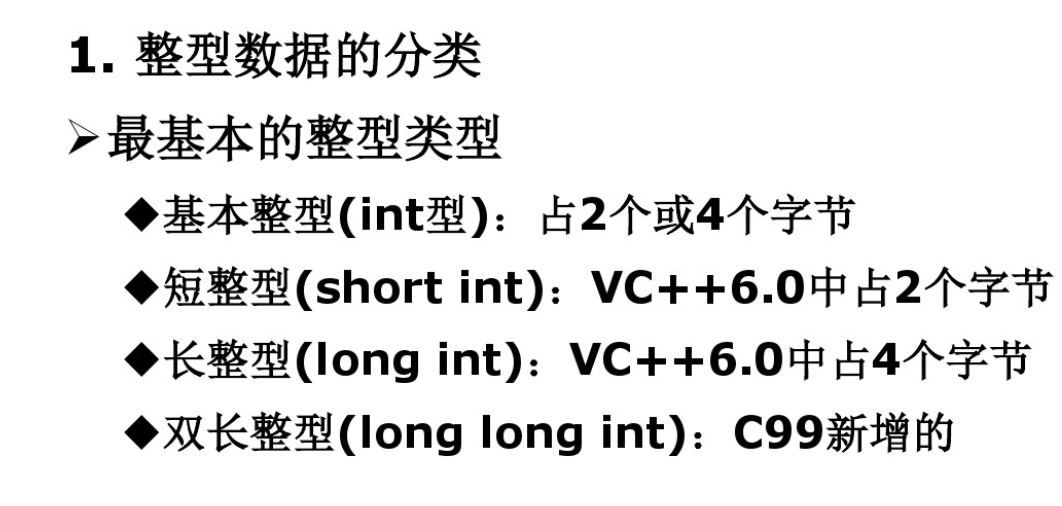 1. 整型数据的分类
➢最基本的整型类型
◆基本整型(int型)：占2个或4个字节
◆短整型(short int)：VC++6.0中占2个字节
◆长整型(long int)：VC++6.0中占4个字节
◆双长整型(long long int)：C99新增的